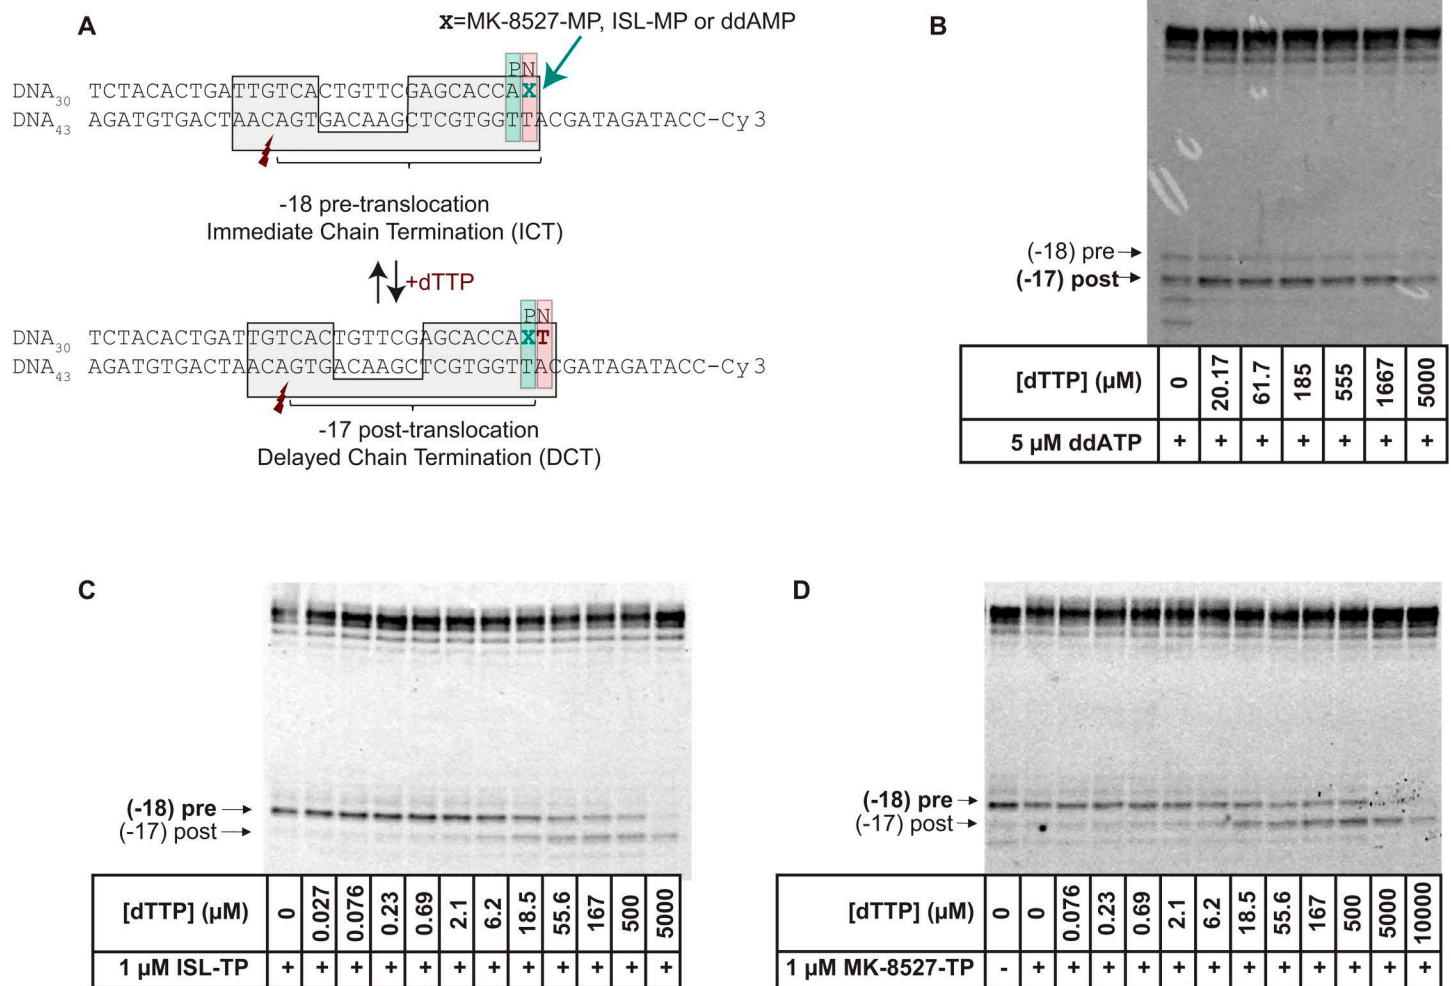 A
X=MK-8527-MP, ISL-MP or ddAMP
PN
DNA30 TCTACACTGATTGTCACTGTTCGAGCACCAX
DNA43 AGATGTGACTAACAGTGACAAGCTCGTGGTTACGATAGATACC-Cy3
-18 pre-translocation
Immediate Chain Termination (ICT)
+dTTP
PN
DNA30 TCTACACTGATTGTCACTGTTCGAGCACCAXT
DNA43 AGATGTGACTAACAGTGACAAGCTCGTGGTTACGATAGATACC-Cy3
-17 post-translocation
Delayed Chain Termination (DCT)
B
(-18) pre
(-17) post
[dTTP] (µM) 0 20.17 61.7 185 555 1667 5000
5 µM ddATP + + + + + + +
C
(-18) pre
(-17) post
[dTTP] (µM) 0 0.027 0.076 0.23 0.69 2.1 6.2 18.5 55.6 167 500 5000
1 µM ISL-TP + + + + + + + + + + + +
D
(-18) pre
(-17) post
[dTTP] (µM) 0 0 0.076 0.23 0.69 2.1 6.2 18.5 55.6 167 500 5000 10000
1 µM MK-8527-TP - + + + + + + + + + + + +